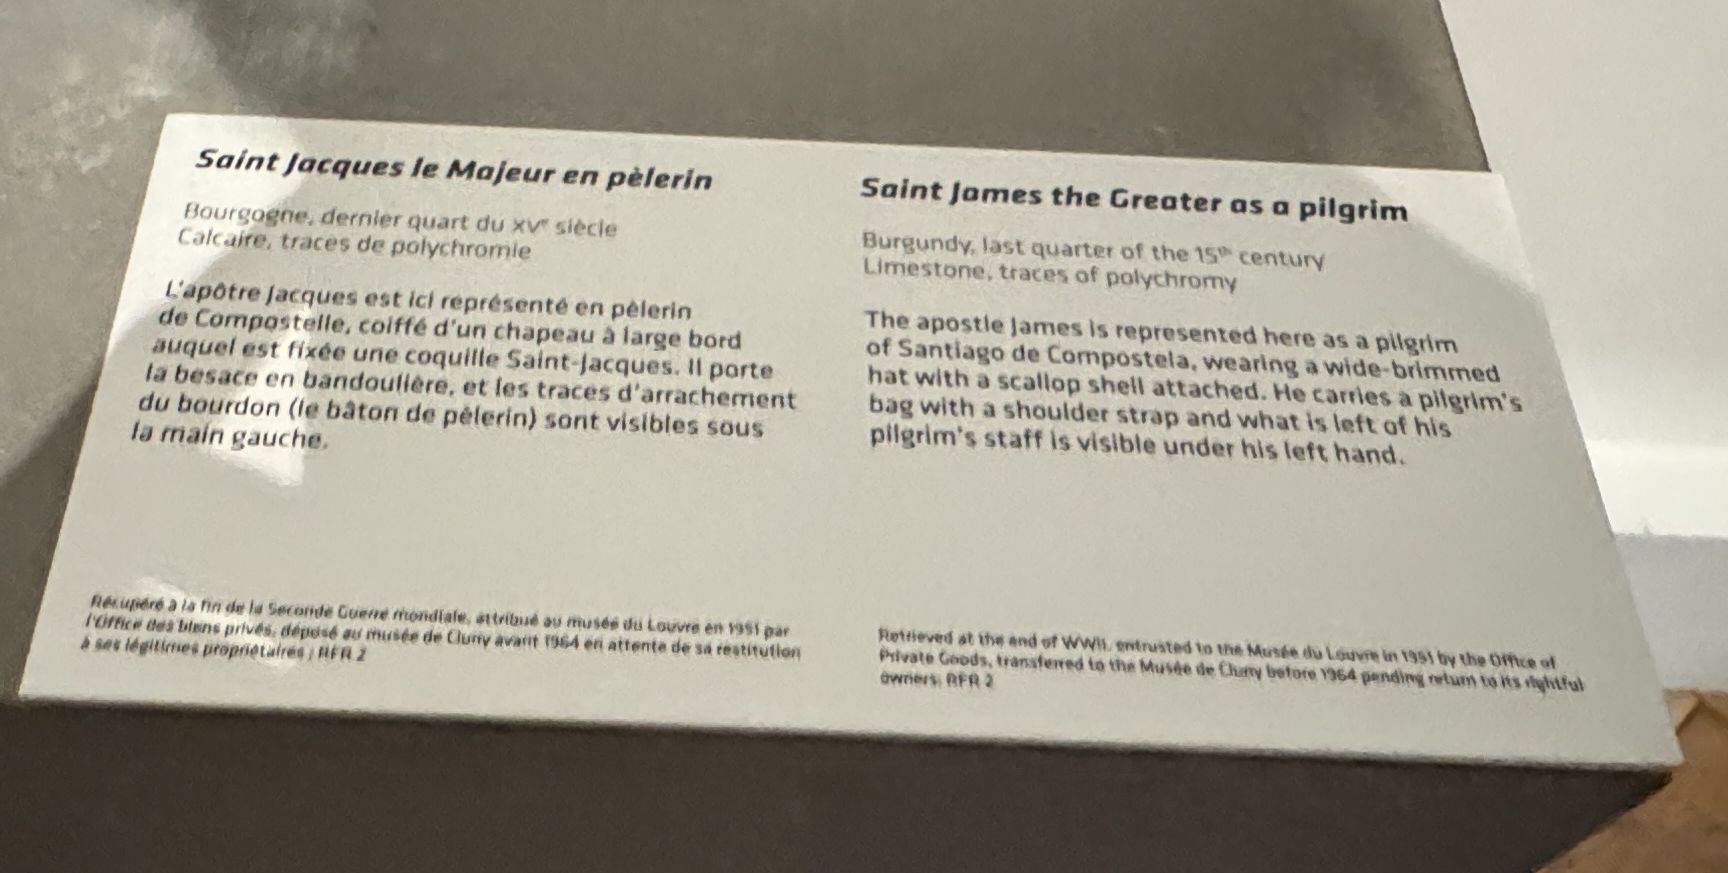 Saint Jacques le Majeur en pèlerin
Bourgogne, dernier quart du XVe siècle
Calcaire, traces de polychromie
L'apôtre Jacques est ici représenté en pèlerin
de Compostelle, coiffé d'un chapeau à large bord
auquel est fixée une coquille Saint-Jacques. Il porte
la besace en bandoulière, et les traces d'arrachement
du bourdon (le bâton de pèlerin) sont visibles sous
la main gauche.
Récupéré à la fin de la Seconde Guerre mondiale, attribué au musée du Louvre en 1951 par
l'Office des biens privés, déposé au musée de Cluny avant 1964 en attente de sa restitution
à ses légitimes propriétaires ; RFR 2
Saint James the Greater as a pilgrim
Burgundy, last quarter of the 15th century
Limestone, traces of polychromy
The apostle James is represented here as a pilgrim
of Santiago de Compostela, wearing a wide-brimmed
hat with a scallop shell attached. He carries a pilgrim's
bag with a shoulder strap and what is left of his
pilgrim's staff is visible under his left hand.
Retrieved at the end of WWII, entrusted to the Musée du Louvre in 1951 by the Office of
Private Goods, transferred to the Musée de Cluny before 1964 pending return to its rightful
owners; RFR 2